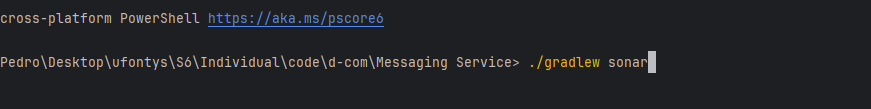 cross-platform PowerShell https://aka.ms/pscore6
Pedro\Desktop\ufontys\S6\Individual\code\d-com\Messaging Service> ./gradlew sonar